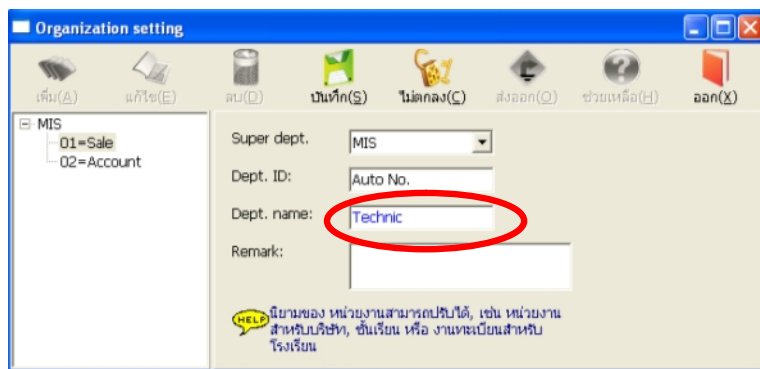 Organization setting
เพิ่ม(A) แก้ไข(E) ลบ(D) บันทึก(S) ไม่ตกลง(C) ส่งออก(O) ช่วยเหลือ(H) ออก(X)
MIS
01=Sale
02=Account
Super dept. MIS
Dept. ID: Auto No.
Dept. name: Technic
Remark:
HELP นิยามของ หน่วยงานสามารถปรับได้, เช่น หน่วยงาน
สำหรับบริษัท, ชั้นเรียน หรือ งานทะเบียนสำหรับ
โรงเรียน